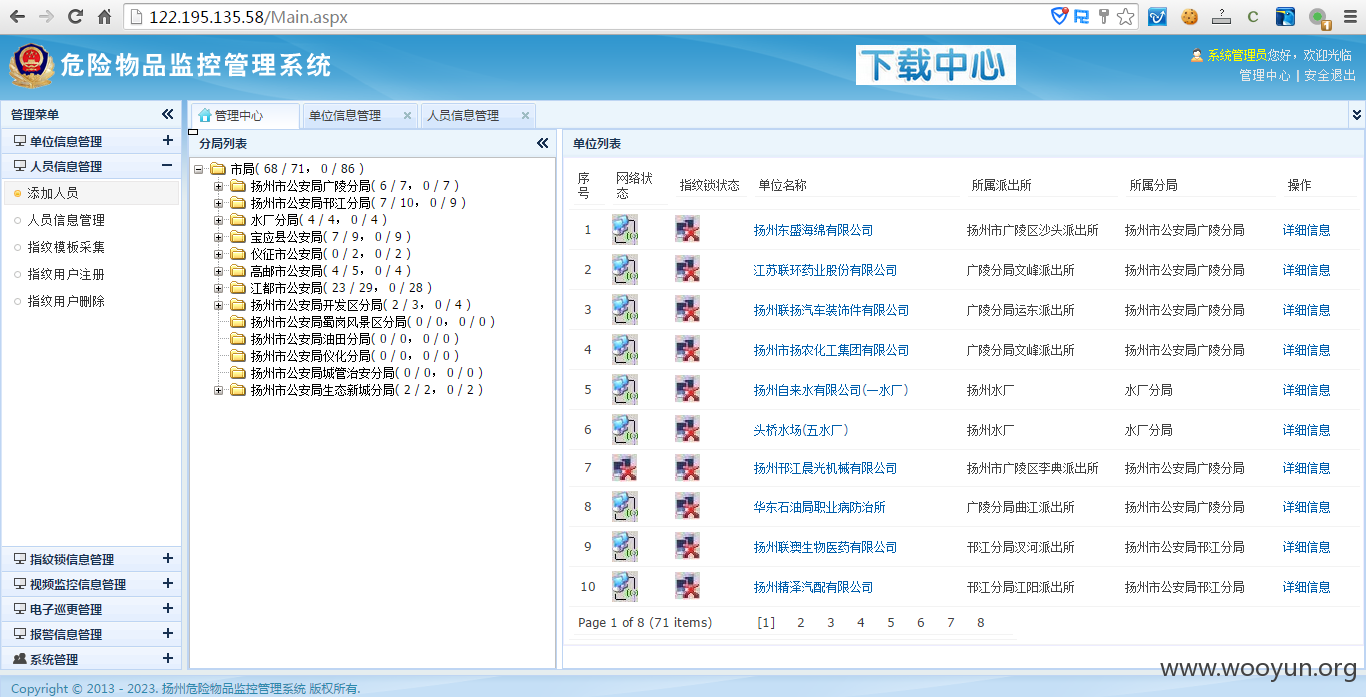 122.195.135.58/Main.aspx
危险物品监控管理系统
下载中心
系统管理员您好，欢迎光临
管理中心 | 安全退出
管理菜单
单位信息管理
人员信息管理
添加人员
人员信息管理
指纹模板采集
指纹用户注册
指纹用户删除
指纹锁信息管理
视频监控信息管理
电子巡更管理
报警信息管理
系统管理
管理中心 单位信息管理 人员信息管理
分局列表
市局( 68 / 71， 0 / 86 )
扬州市公安局广陵分局( 6 / 7， 0 / 7 )
扬州市公安局邗江分局( 7 / 10， 0 / 9 )
水厂分局( 4 / 4， 0 / 4 )
宝应县公安局( 7 / 9， 0 / 9 )
仪征市公安局( 0 / 2， 0 / 2 )
高邮市公安局( 4 / 5， 0 / 4 )
江都市公安局( 23 / 29， 0 / 28 )
扬州市公安局开发区分局( 2 / 3， 0 / 4 )
扬州市公安局蜀岗风景区分局( 0 / 0， 0 / 0 )
扬州市公安局油田分局( 0 / 0， 0 / 0 )
扬州市公安局仪化分局( 0 / 0， 0 / 0 )
扬州市公安局城管治安分局( 0 / 0， 0 / 0 )
扬州市公安局生态新城分局( 2 / 2， 0 / 2 )
单位列表
序号 网络状态 指纹锁状态 单位名称 所属派出所 所属分局 操作
1 扬州东盛海绵有限公司 扬州市广陵区沙头派出所 扬州市公安局广陵分局 详细信息
2 江苏联环药业股份有限公司 广陵分局文峰派出所 扬州市公安局广陵分局 详细信息
3 扬州联扬汽车装饰件有限公司 广陵分局运东派出所 扬州市公安局广陵分局 详细信息
4 扬州市扬农化工集团有限公司 广陵分局文峰派出所 扬州市公安局广陵分局 详细信息
5 扬州自来水有限公司(一水厂) 扬州水厂 水厂分局 详细信息
6 头桥水场(五水厂) 扬州水厂 水厂分局 详细信息
7 扬州邗江晨光机械有限公司 扬州市广陵区李典派出所 扬州市公安局广陵分局 详细信息
8 华东石油局职业病防治所 广陵分局曲江派出所 扬州市公安局广陵分局 详细信息
9 扬州联澳生物医药有限公司 邗江分局汊河派出所 扬州市公安局邗江分局 详细信息
10 扬州精泽汽配有限公司 邗江分局江阳派出所 扬州市公安局邗江分局 详细信息
Page 1 of 8 (71 items) [1] 2 3 4 5 6 7 8
www.wooyun.org
Copyright © 2013 - 2023. 扬州危险物品监控管理系统 版权所有.